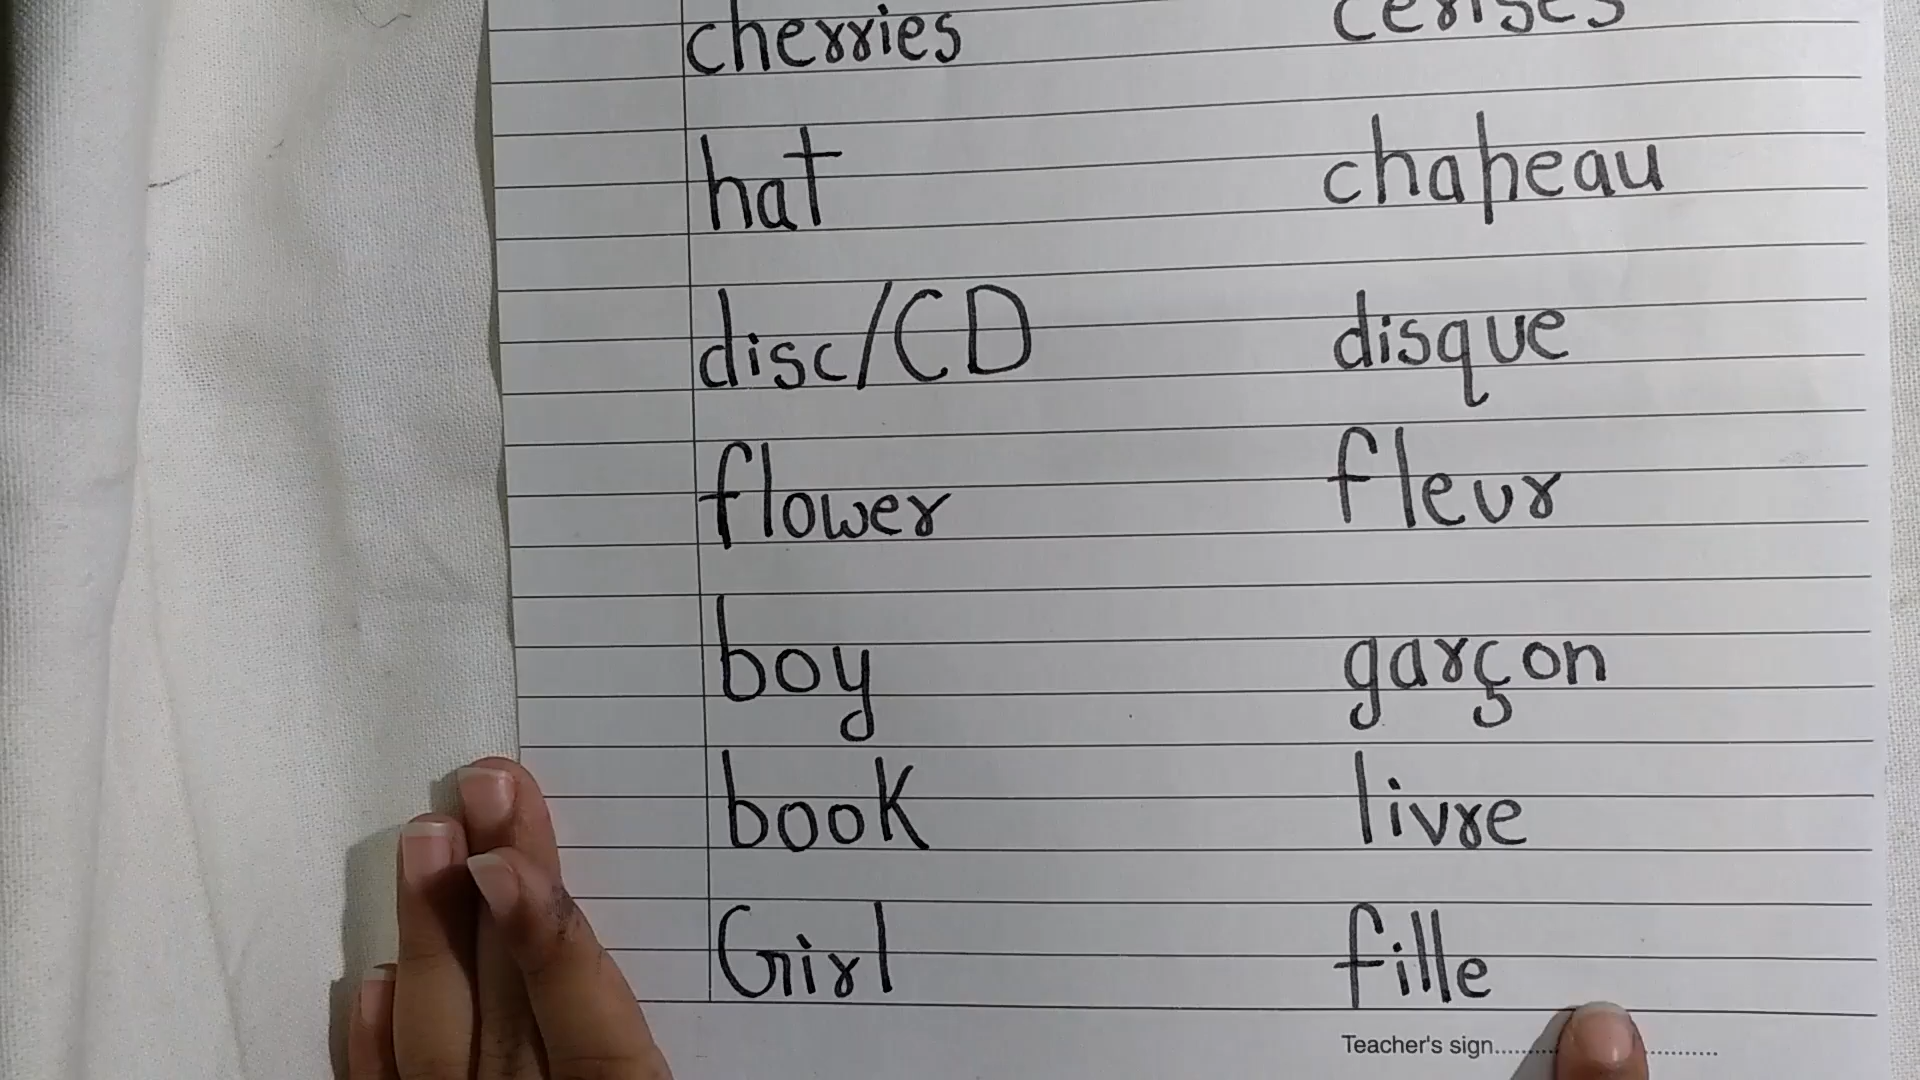 cherries cerises
hat chapeau
disc/CD disque
flower fleur
boy garçon
book livre
Girl fille
Teacher's sign